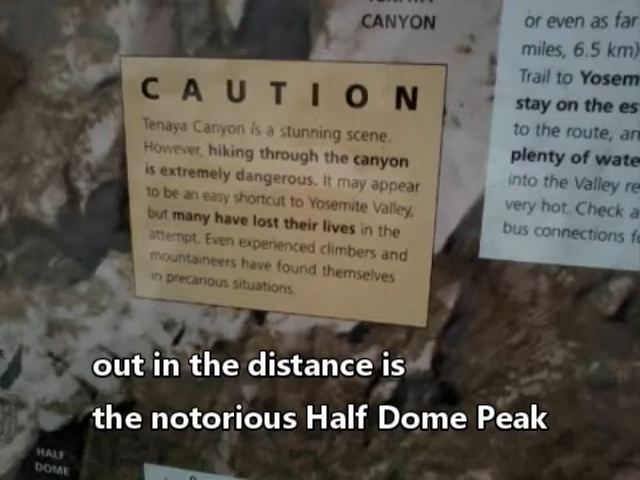 CANYON
CAUTION
Tenaya Canyon is a stunning scene.
However, hiking through the canyon
is extremely dangerous. It may appear
to be an easy shortcut to Yosemite Valley,
but many have lost their lives in the
attempt. Even experienced climbers and
mountaineers have found themselves
in precarious situations.
or even as far
miles, 6.5 km)
Trail to Yosem
stay on the es
to the route, an
plenty of wate
into the Valley re
very hot. Check a
bus connections fo
out in the distance is
the notorious Half Dome Peak
HALF
DOME